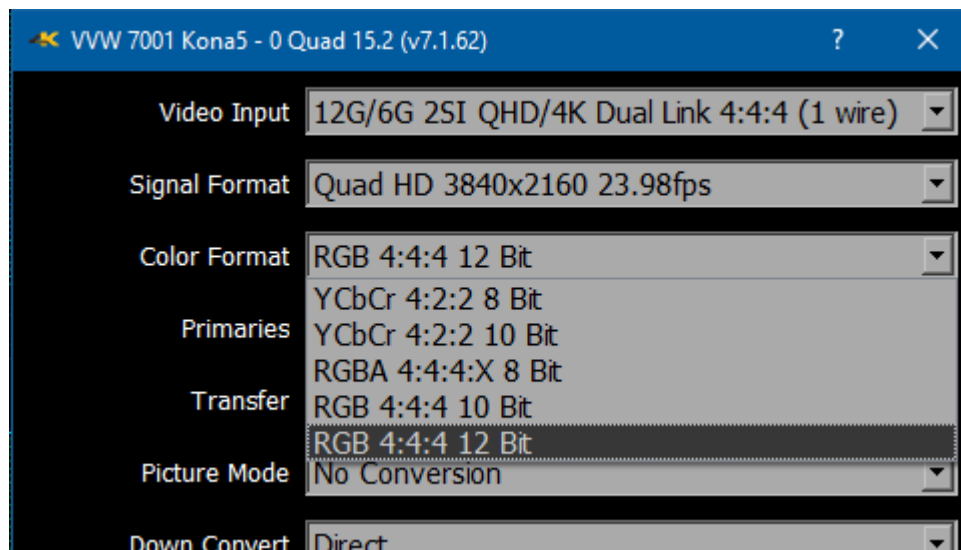 VVW 7001 Kona5 - 0 Quad 15.2 (v7.1.62) ? ×
Video Input 12G/6G 2SI QHD/4K Dual Link 4:4:4 (1 wire)
Signal Format Quad HD 3840x2160 23.98fps
Color Format RGB 4:4:4 12 Bit
YCbCr 4:2:2 8 Bit
Primaries YCbCr 4:2:2 10 Bit
RGBA 4:4:4:X 8 Bit
Transfer RGB 4:4:4 10 Bit
RGB 4:4:4 12 Bit
Picture Mode No Conversion
Down Convert Direct